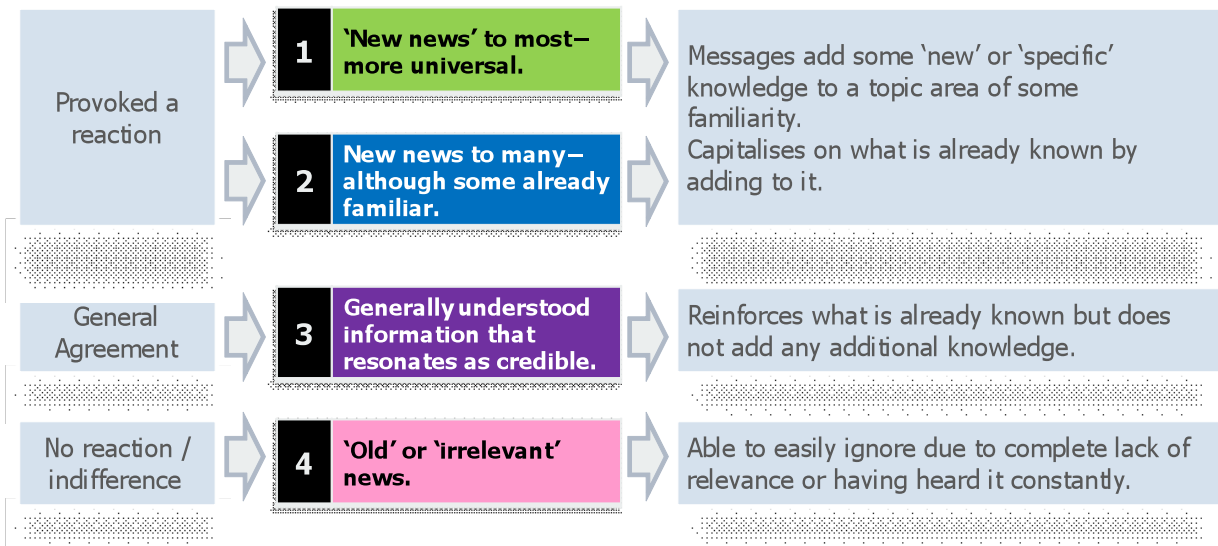 Provoked a
reaction
1
‘New news’ to most–
more universal.
2
New news to many–
although some already
familiar.
Messages add some ‘new’ or ‘specific’
knowledge to a topic area of some
familiarity.
Capitalises on what is already known by
adding to it.
General
Agreement
3
Generally understood
information that
resonates as credible.
Reinforces what is already known but does
not add any additional knowledge.
No reaction /
indifference
4
‘Old’ or ‘irrelevant’
news.
Able to easily ignore due to complete lack of
relevance or having heard it constantly.